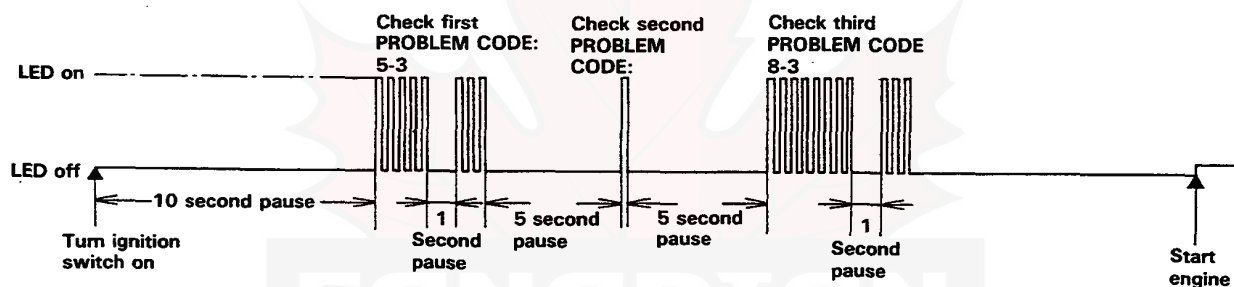 Check first
PROBLEM CODE:
5-3
Check second
PROBLEM
CODE:
Check third
PROBLEM CODE
8-3
LED on
LED off
10 second pause
1
Second
pause
5 second
pause
5 second
pause
1
Second
pause
Turn ignition
switch on
Start
engine